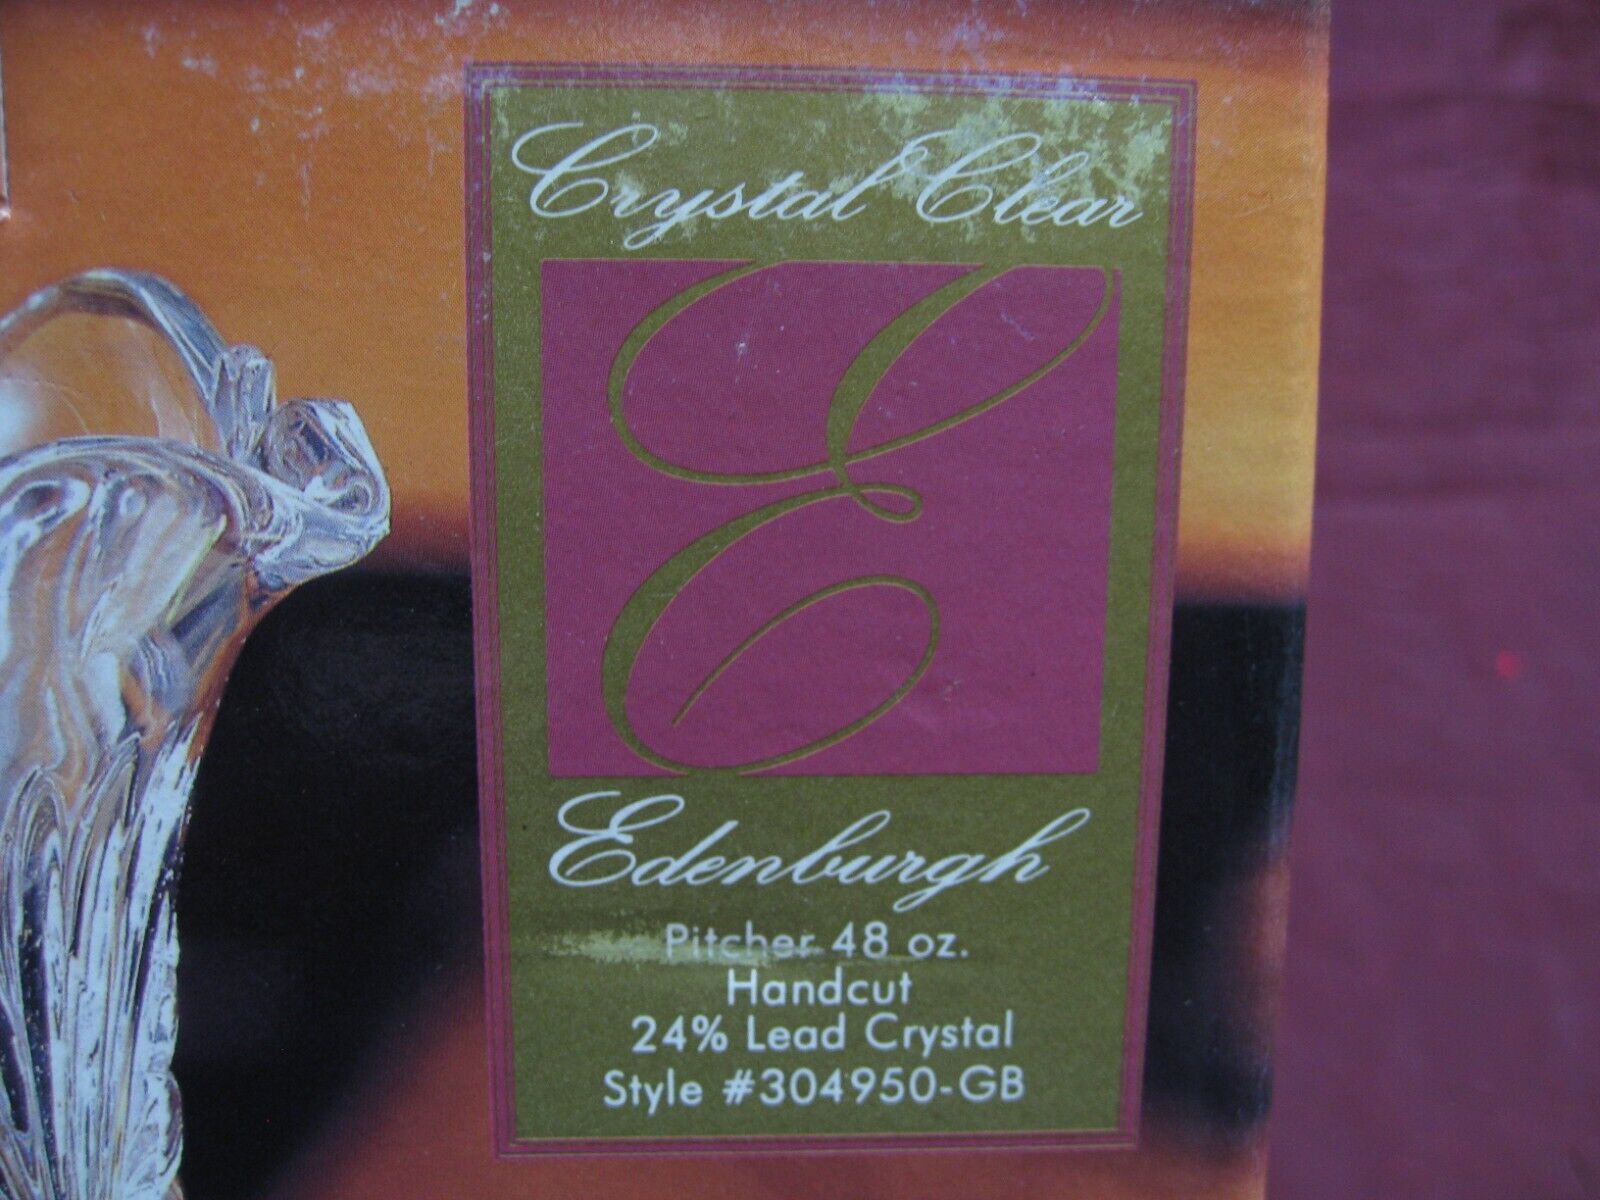 Crystal Clear
E
Edenburgh
Pitcher 48 oz.
Handcut
24% Lead Crystal
Style #304950-GB